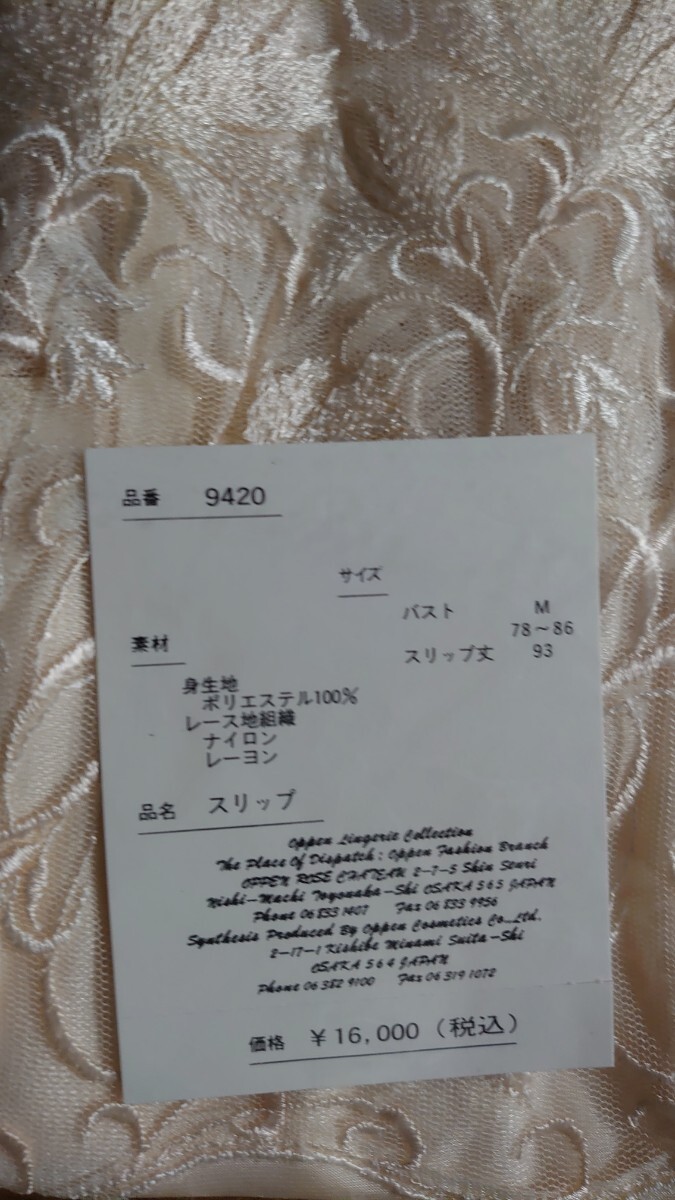 品番 9420
サイズ
バスト M
78~86
スリップ丈 93
素材
身生地
ポリエステル100%
レース地組織
ナイロン
レーヨン
品名 スリップ
Oppen Lingerie Collection
The Place Of Dispatch : Oppen Fashion Branch
OPPEN ROSE CHATEAU 2-7-5 Shin Senri
Nishi-Machi Toyonaka-Shi OSAKA 565 JAPAN
Phone 06 833 1407 Fax 06 833 9956
Synthesis Produced By Oppen Cosmetics Co.,Ltd.
2-17-1 Kishibe Minami Suita-Shi
OSAKA 564 JAPAN
Phone 06 382 9100 Fax 06 319 1072
価格 ¥16,000(税込)